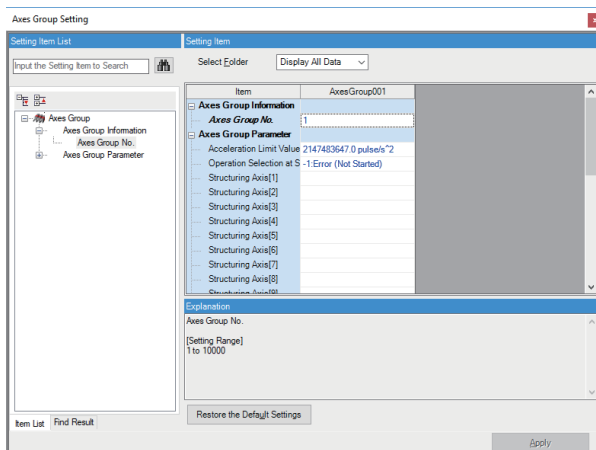 Axes Group Setting
Setting Item List
Input the Setting Item to Search
Axes Group
Axes Group Information
Axes Group No.
Axes Group Parameter
Item List Find Result
Setting Item
Select Folder Display All Data
Item AxesGroup001
Axes Group Information
Axes Group No. 1
Axes Group Parameter
Acceleration Limit Value 2147483647.0 pulse/s^2
Operation Selection at S -1:Error (Not Started)
Structuring Axis[1]
Structuring Axis[2]
Structuring Axis[3]
Structuring Axis[4]
Structuring Axis[5]
Structuring Axis[6]
Structuring Axis[7]
Structuring Axis[8]
Structuring Axis[9]
Explanation
Axes Group No.
[Setting Range]
1 to 10000
Restore the Default Settings
Apply